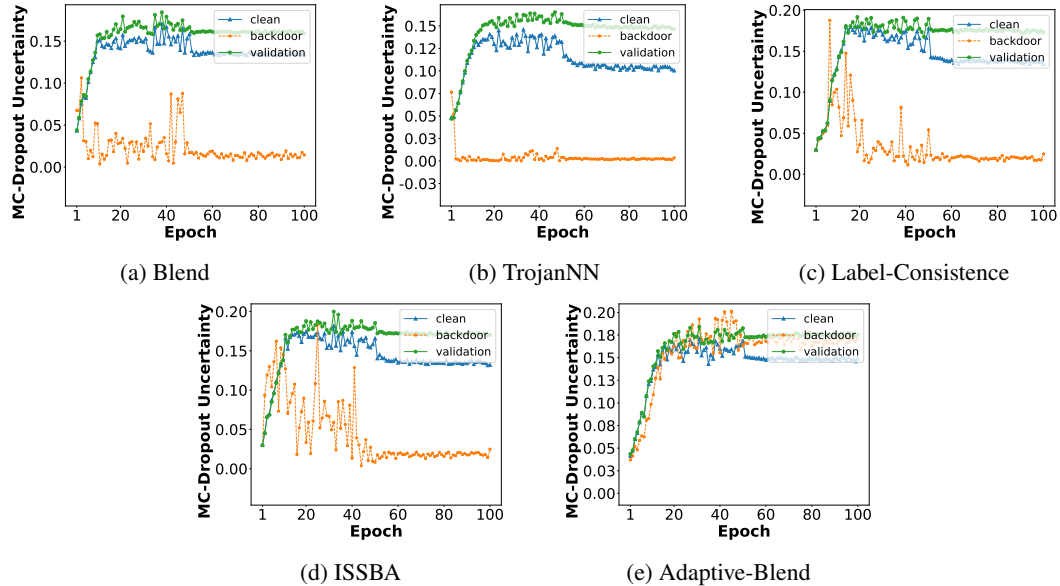 MC-Dropout Uncertainty
0.15
0.10
0.05
0.00
1 20 40 60 80 100
Epoch
clean
backdoor
validation
(a) Blend
MC-Dropout Uncertainty
0.15
0.12
0.10
0.07
0.05
0.03
0.00
-0.03
1 20 40 60 80 100
Epoch
clean
backdoor
validation
(b) TrojanNN
MC-Dropout Uncertainty
0.20
0.15
0.10
0.05
0.00
1 20 40 60 80 100
Epoch
clean
backdoor
validation
(c) Label-Consistence
MC-Dropout Uncertainty
0.20
0.15
0.10
0.05
0.00
1 20 40 60 80 100
Epoch
clean
backdoor
validation
(d) ISSBA
MC-Dropout Uncertainty
0.20
0.18
0.15
0.13
0.10
0.08
0.05
0.03
0.00
1 20 40 60 80 100
Epoch
clean
backdoor
validation
(e) Adaptive-Blend